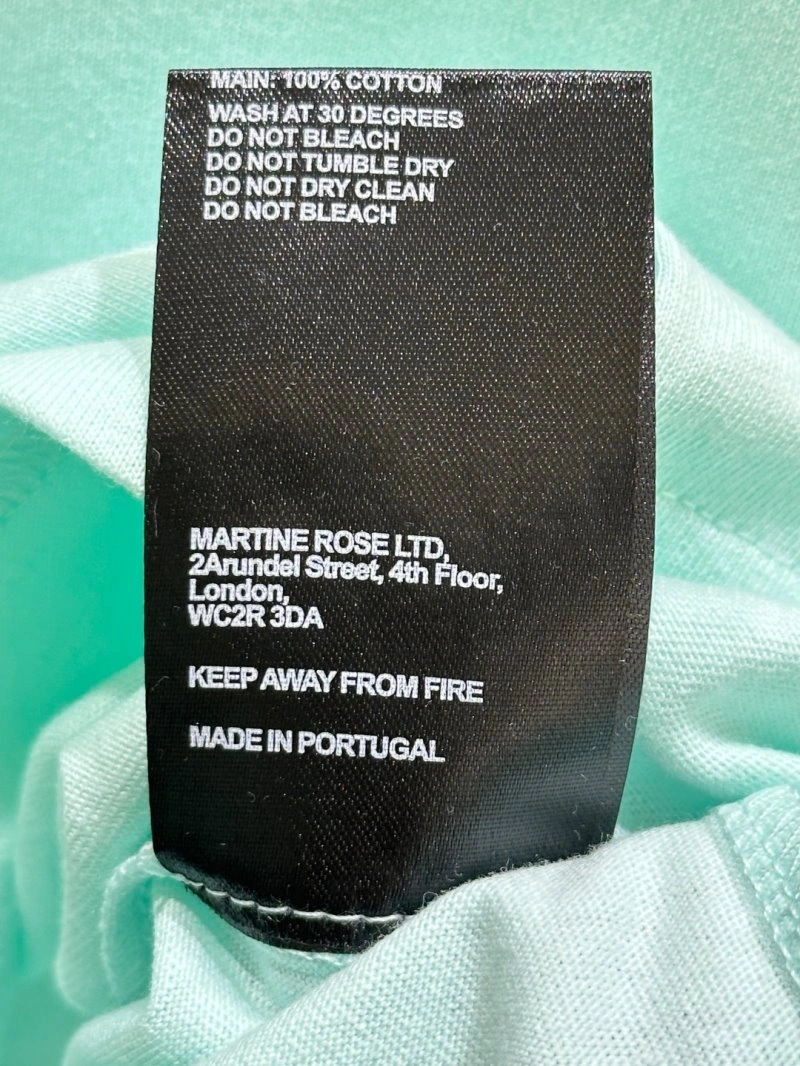 MAIN: 100% COTTON
WASH AT 30 DEGREES
DO NOT BLEACH
DO NOT TUMBLE DRY
DO NOT DRY CLEAN
DO NOT BLEACH
MARTINE ROSE LTD,
2Arundel Street, 4th Floor,
London,
WC2R 3DA
KEEP AWAY FROM FIRE
MADE IN PORTUGAL